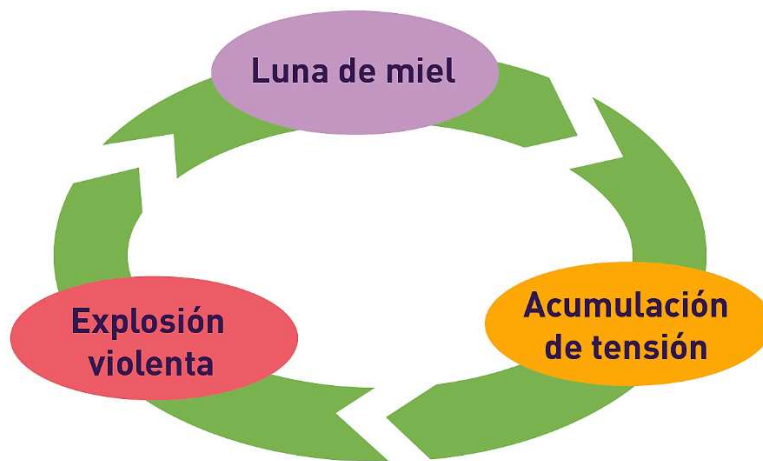 Luna de miel
Acumulación
de tensión
Explosión
violenta